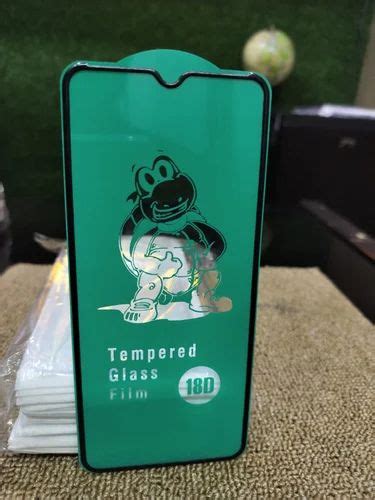 Tempered
Glass
Film 18D